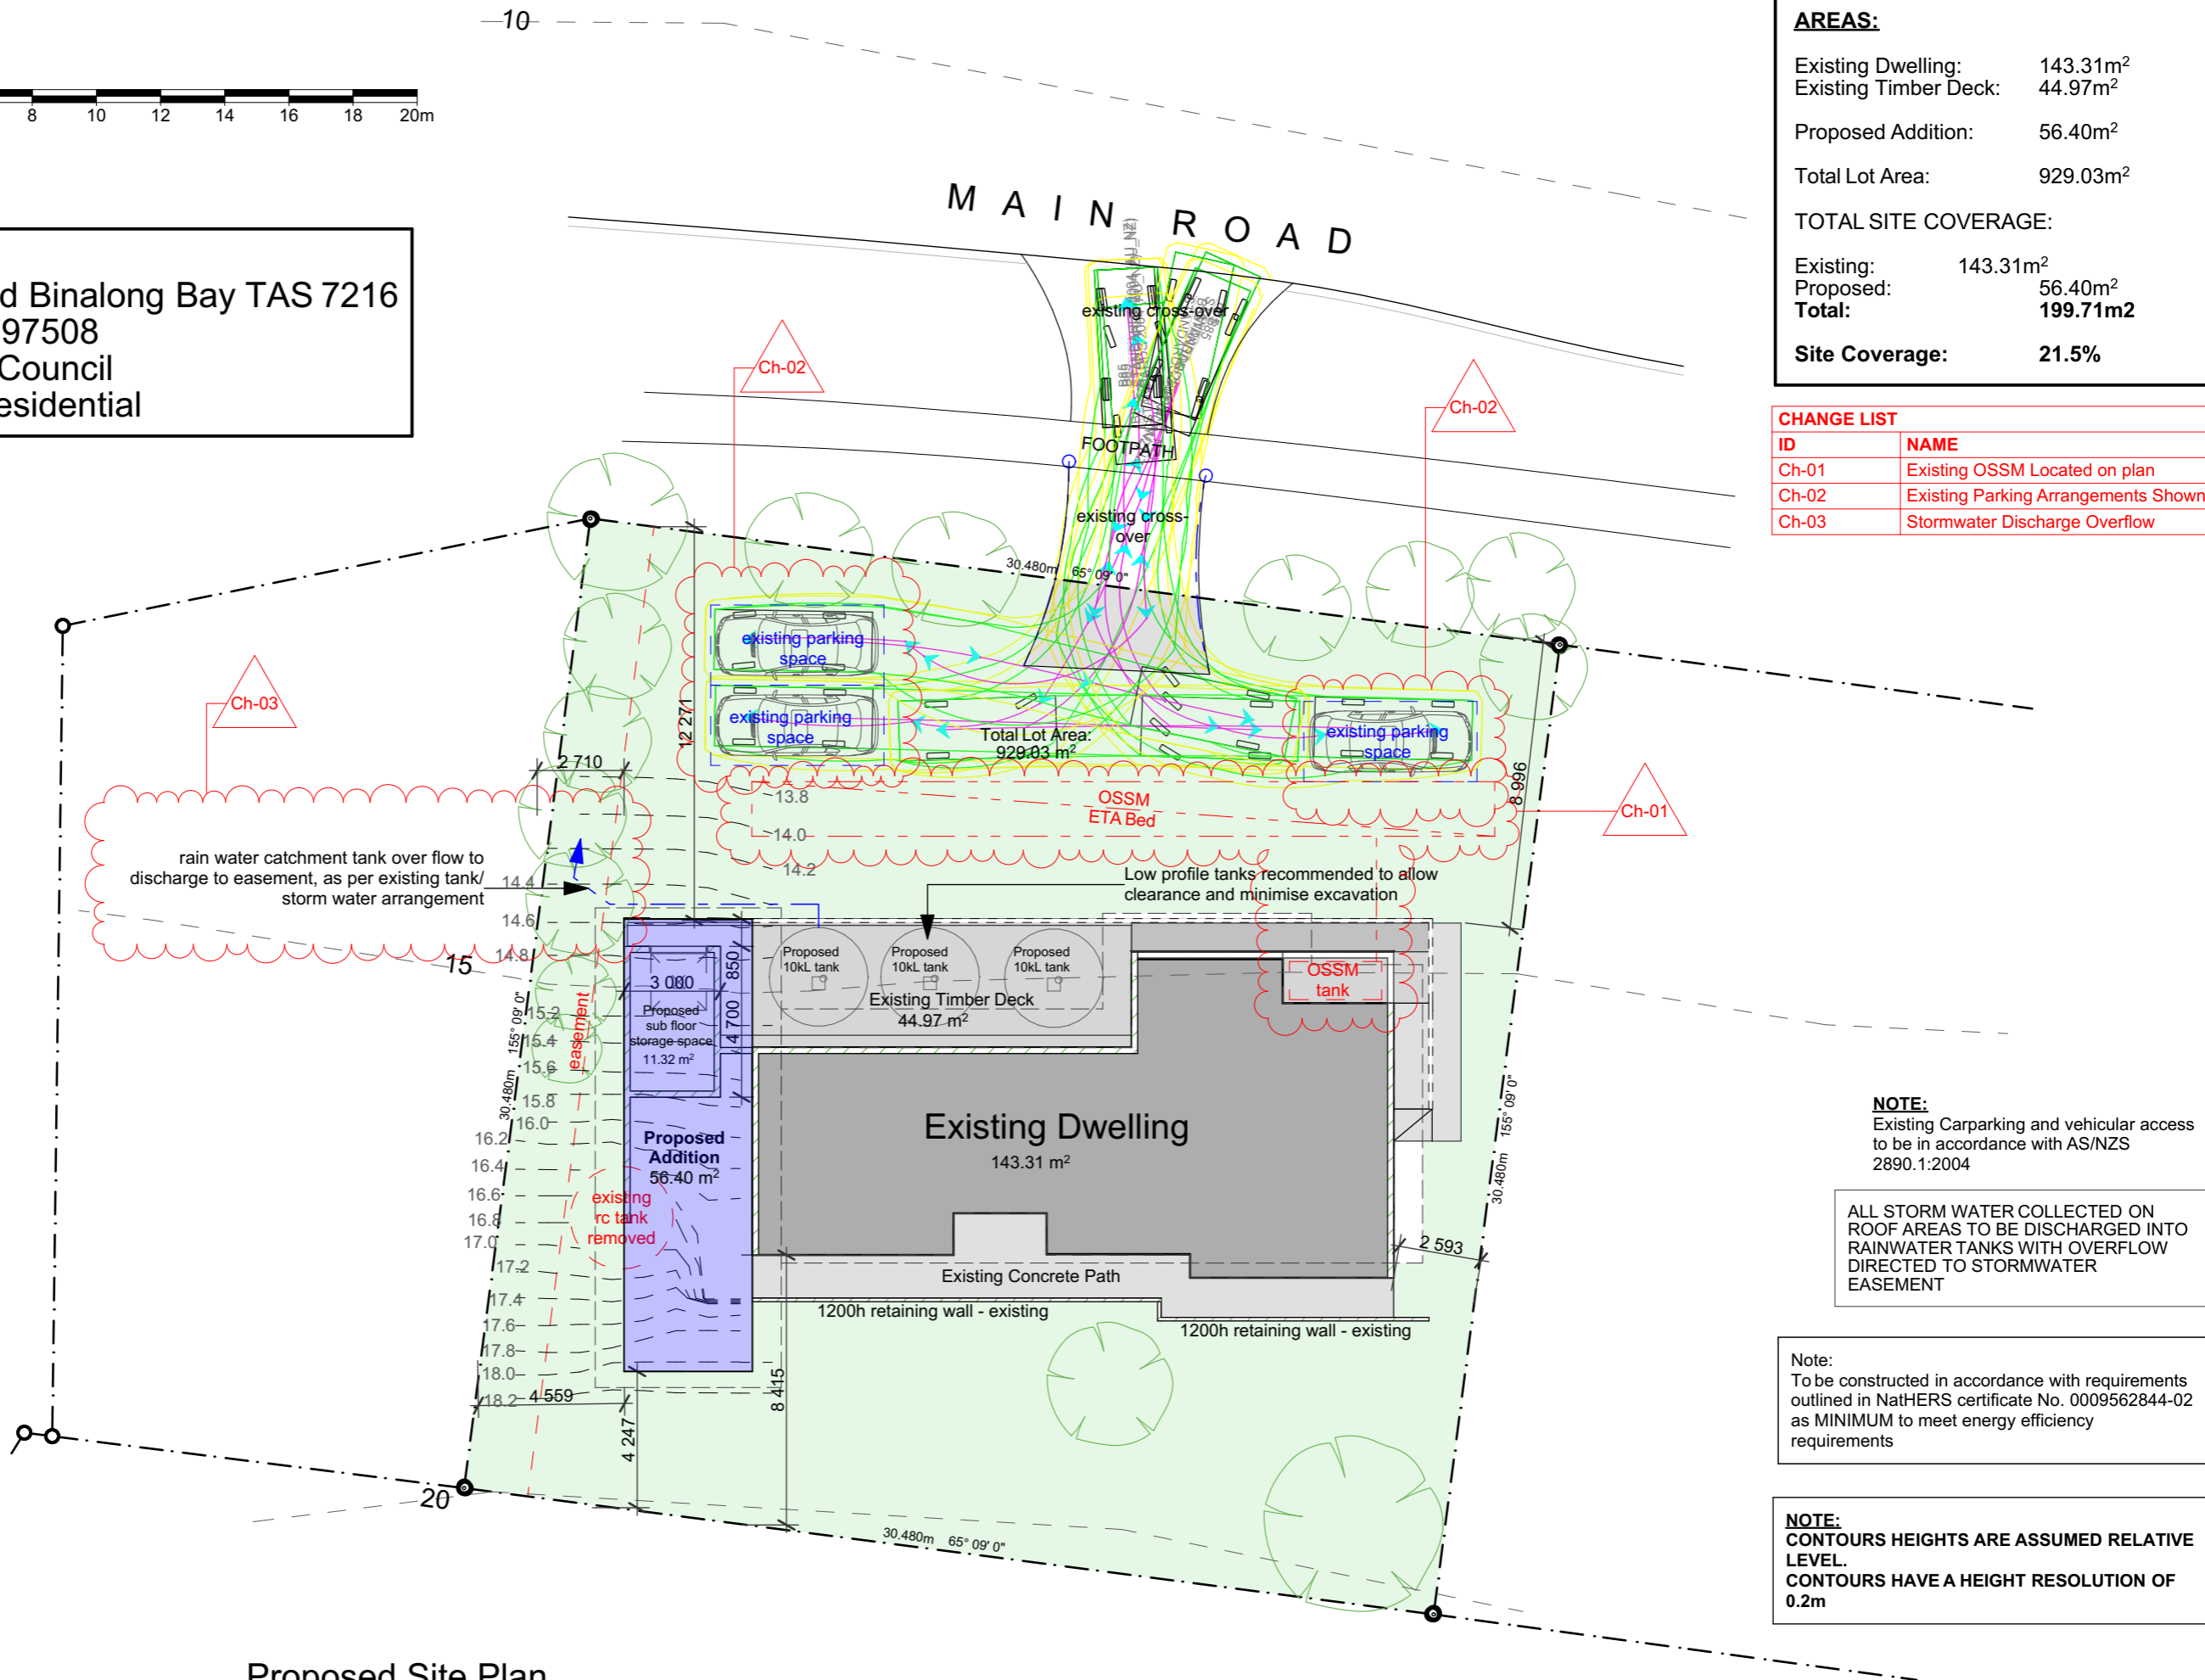 10
8 10 12 14 16 18 20m
d Binalong Bay TAS 7216
97508
Council
esidential
MAIN ROAD
AREAS:
Existing Dwelling: 143.31m²
Existing Timber Deck: 44.97m²
Proposed Addition: 56.40m²
Total Lot Area: 929.03m²
TOTAL SITE COVERAGE:
Existing: 143.31m²
Proposed: 56.40m²
Total: 199.71m2
Site Coverage: 21.5%
CHANGE LIST
ID NAME
Ch-01 Existing OSSM Located on plan
Ch-02 Existing Parking Arrangements Shown
Ch-03 Stormwater Discharge Overflow
existing cross-over
Ch-02
Ch-02
FOOTPATH
existing cross-
over
30.480m 65° 09' 0"
existing parking
space
existing parking
space
existing parking
space
Total Lot Area:
929.03 m²
12 271
2 710
8 996
Ch-03
Ch-01
OSSM
ETA Bed
13.8
14.0
14.2
14.4
14.6
14.8
15
15.2
15.4
15.6
15.8
16.0
16.2
16.4
16.6
16.8
17.0
17.2
17.4
17.6
17.8
18.0
18.2
rain water catchment tank over flow to
discharge to easement, as per existing tank/
storm water arrangement
Low profile tanks recommended to allow
clearance and minimise excavation
Proposed
10kL tank
Proposed
10kL tank
Proposed
10kL tank
OSSM
tank
Existing Timber Deck
44.97 m²
3 000
850
4 700
Proposed
sub floor
storage space
11.32 m²
easement
30.480m 155° 09' 0"
Proposed
Addition
56.40 m²
existing
rc tank
removed
Existing Dwelling
143.31 m²
30.480m 155° 09' 0"
2 593
Existing Concrete Path
1200h retaining wall - existing
1200h retaining wall - existing
4 559
4 247
8 415
20
30.480m 65° 09' 0"
NOTE:
Existing Carparking and vehicular access
to be in accordance with AS/NZS
2890.1:2004
ALL STORM WATER COLLECTED ON
ROOF AREAS TO BE DISCHARGED INTO
RAINWATER TANKS WITH OVERFLOW
DIRECTED TO STORMWATER
EASEMENT
Note:
To be constructed in accordance with requirements
outlined in NatHERS certificate No. 0009562844-02
as MINIMUM to meet energy efficiency
requirements
NOTE:
CONTOURS HEIGHTS ARE ASSUMED RELATIVE
LEVEL.
CONTOURS HAVE A HEIGHT RESOLUTION OF
0.2m
Proposed Site Plan